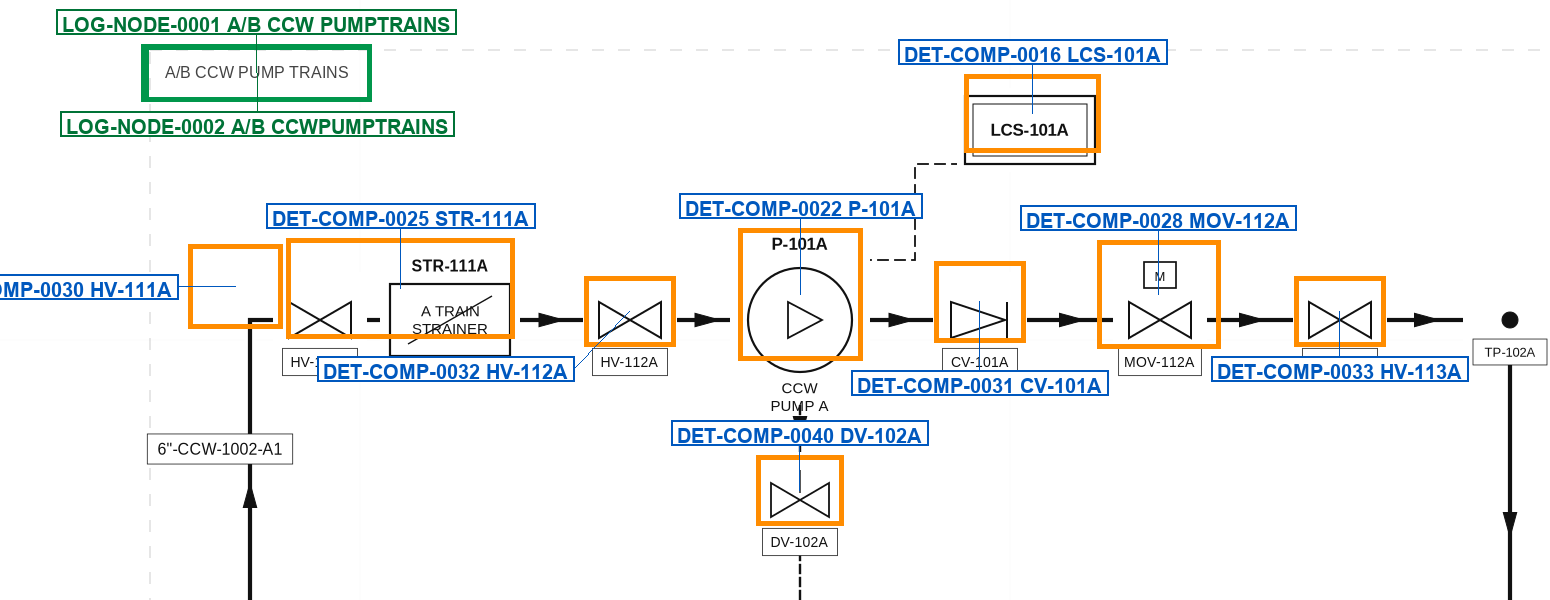 LOG-NODE-0001 A/B CCW PUMPTRAINS
A/B CCW PUMP TRAINS
LOG-NODE-0002 A/B CCWPUMPTRAINS
DET-COMP-0016 LCS-101A
LCS-101A
DET-COMP-0025 STR-111A
DET-COMP-0022 P-101A
DET-COMP-0028 MOV-112A
P-101A
STR-111A
M
OMP-0030 HV-111A
A TRAIN
STRAINER
HV-1
DET-COMP-0032 HV-112A
HV-112A
CV-101A
MOV-112A
TP-102A
DET-COMP-0031 CV-101A
DET-COMP-0033 HV-113A
CCW
PUMP A
6"-CCW-1002-A1
DET-COMP-0040 DV-102A
DV-102A